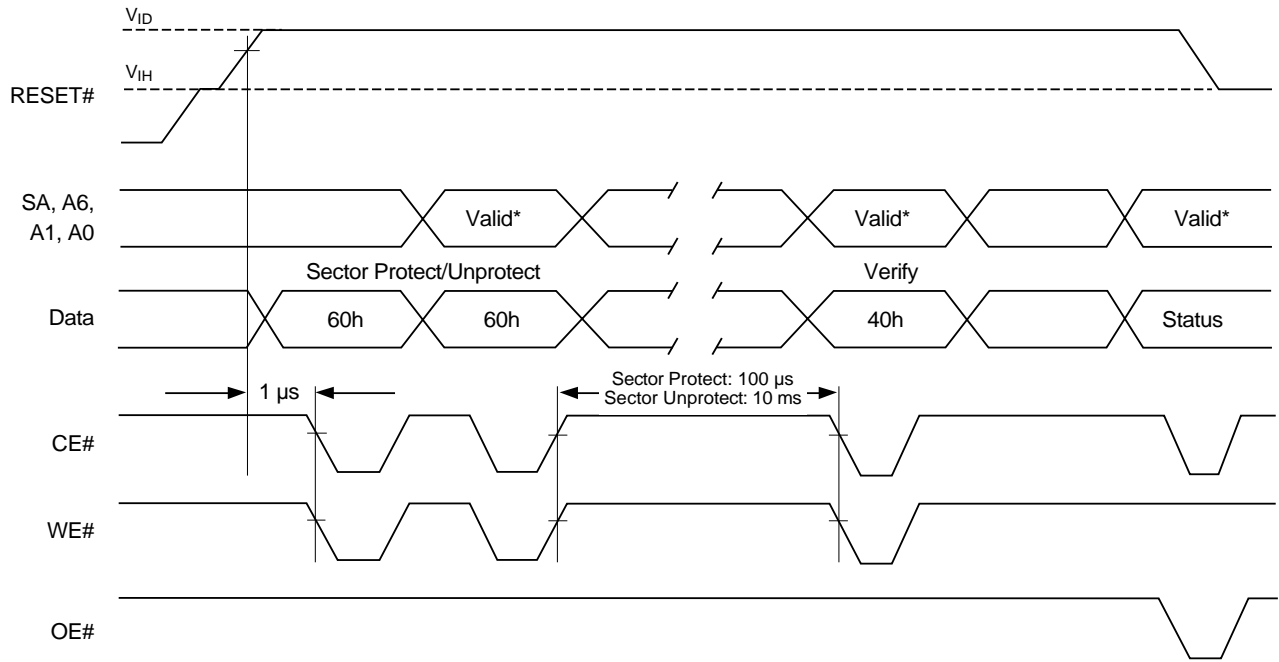 VID
VIH
RESET#
SA, A6,
A1, A0
Valid* Valid* Valid*
Sector Protect/Unprotect Verify
Data 60h 60h 40h Status
1 µs
Sector Protect: 100 µs
Sector Unprotect: 10 ms
CE#
WE#
OE#